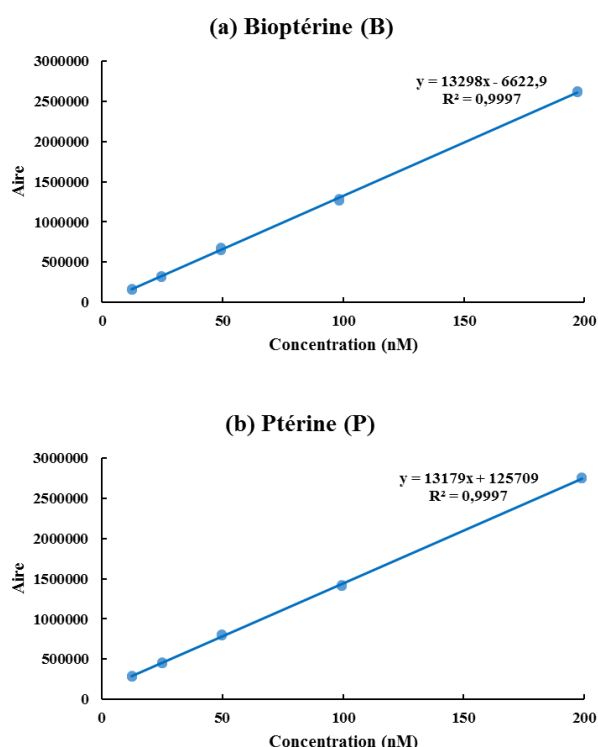 (a) Bioptérine (B)
3000000
y = 13298x - 6622,9
R² = 0,9997
2500000
2000000
Aire
1500000
1000000
500000
0
0 50 100 150 200
Concentration (nM)
(b) Ptérine (P)
3000000
y = 13179x + 125709
R² = 0,9997
2500000
2000000
Aire
1500000
1000000
500000
0
0 50 100 150 200
Concentration (nM)